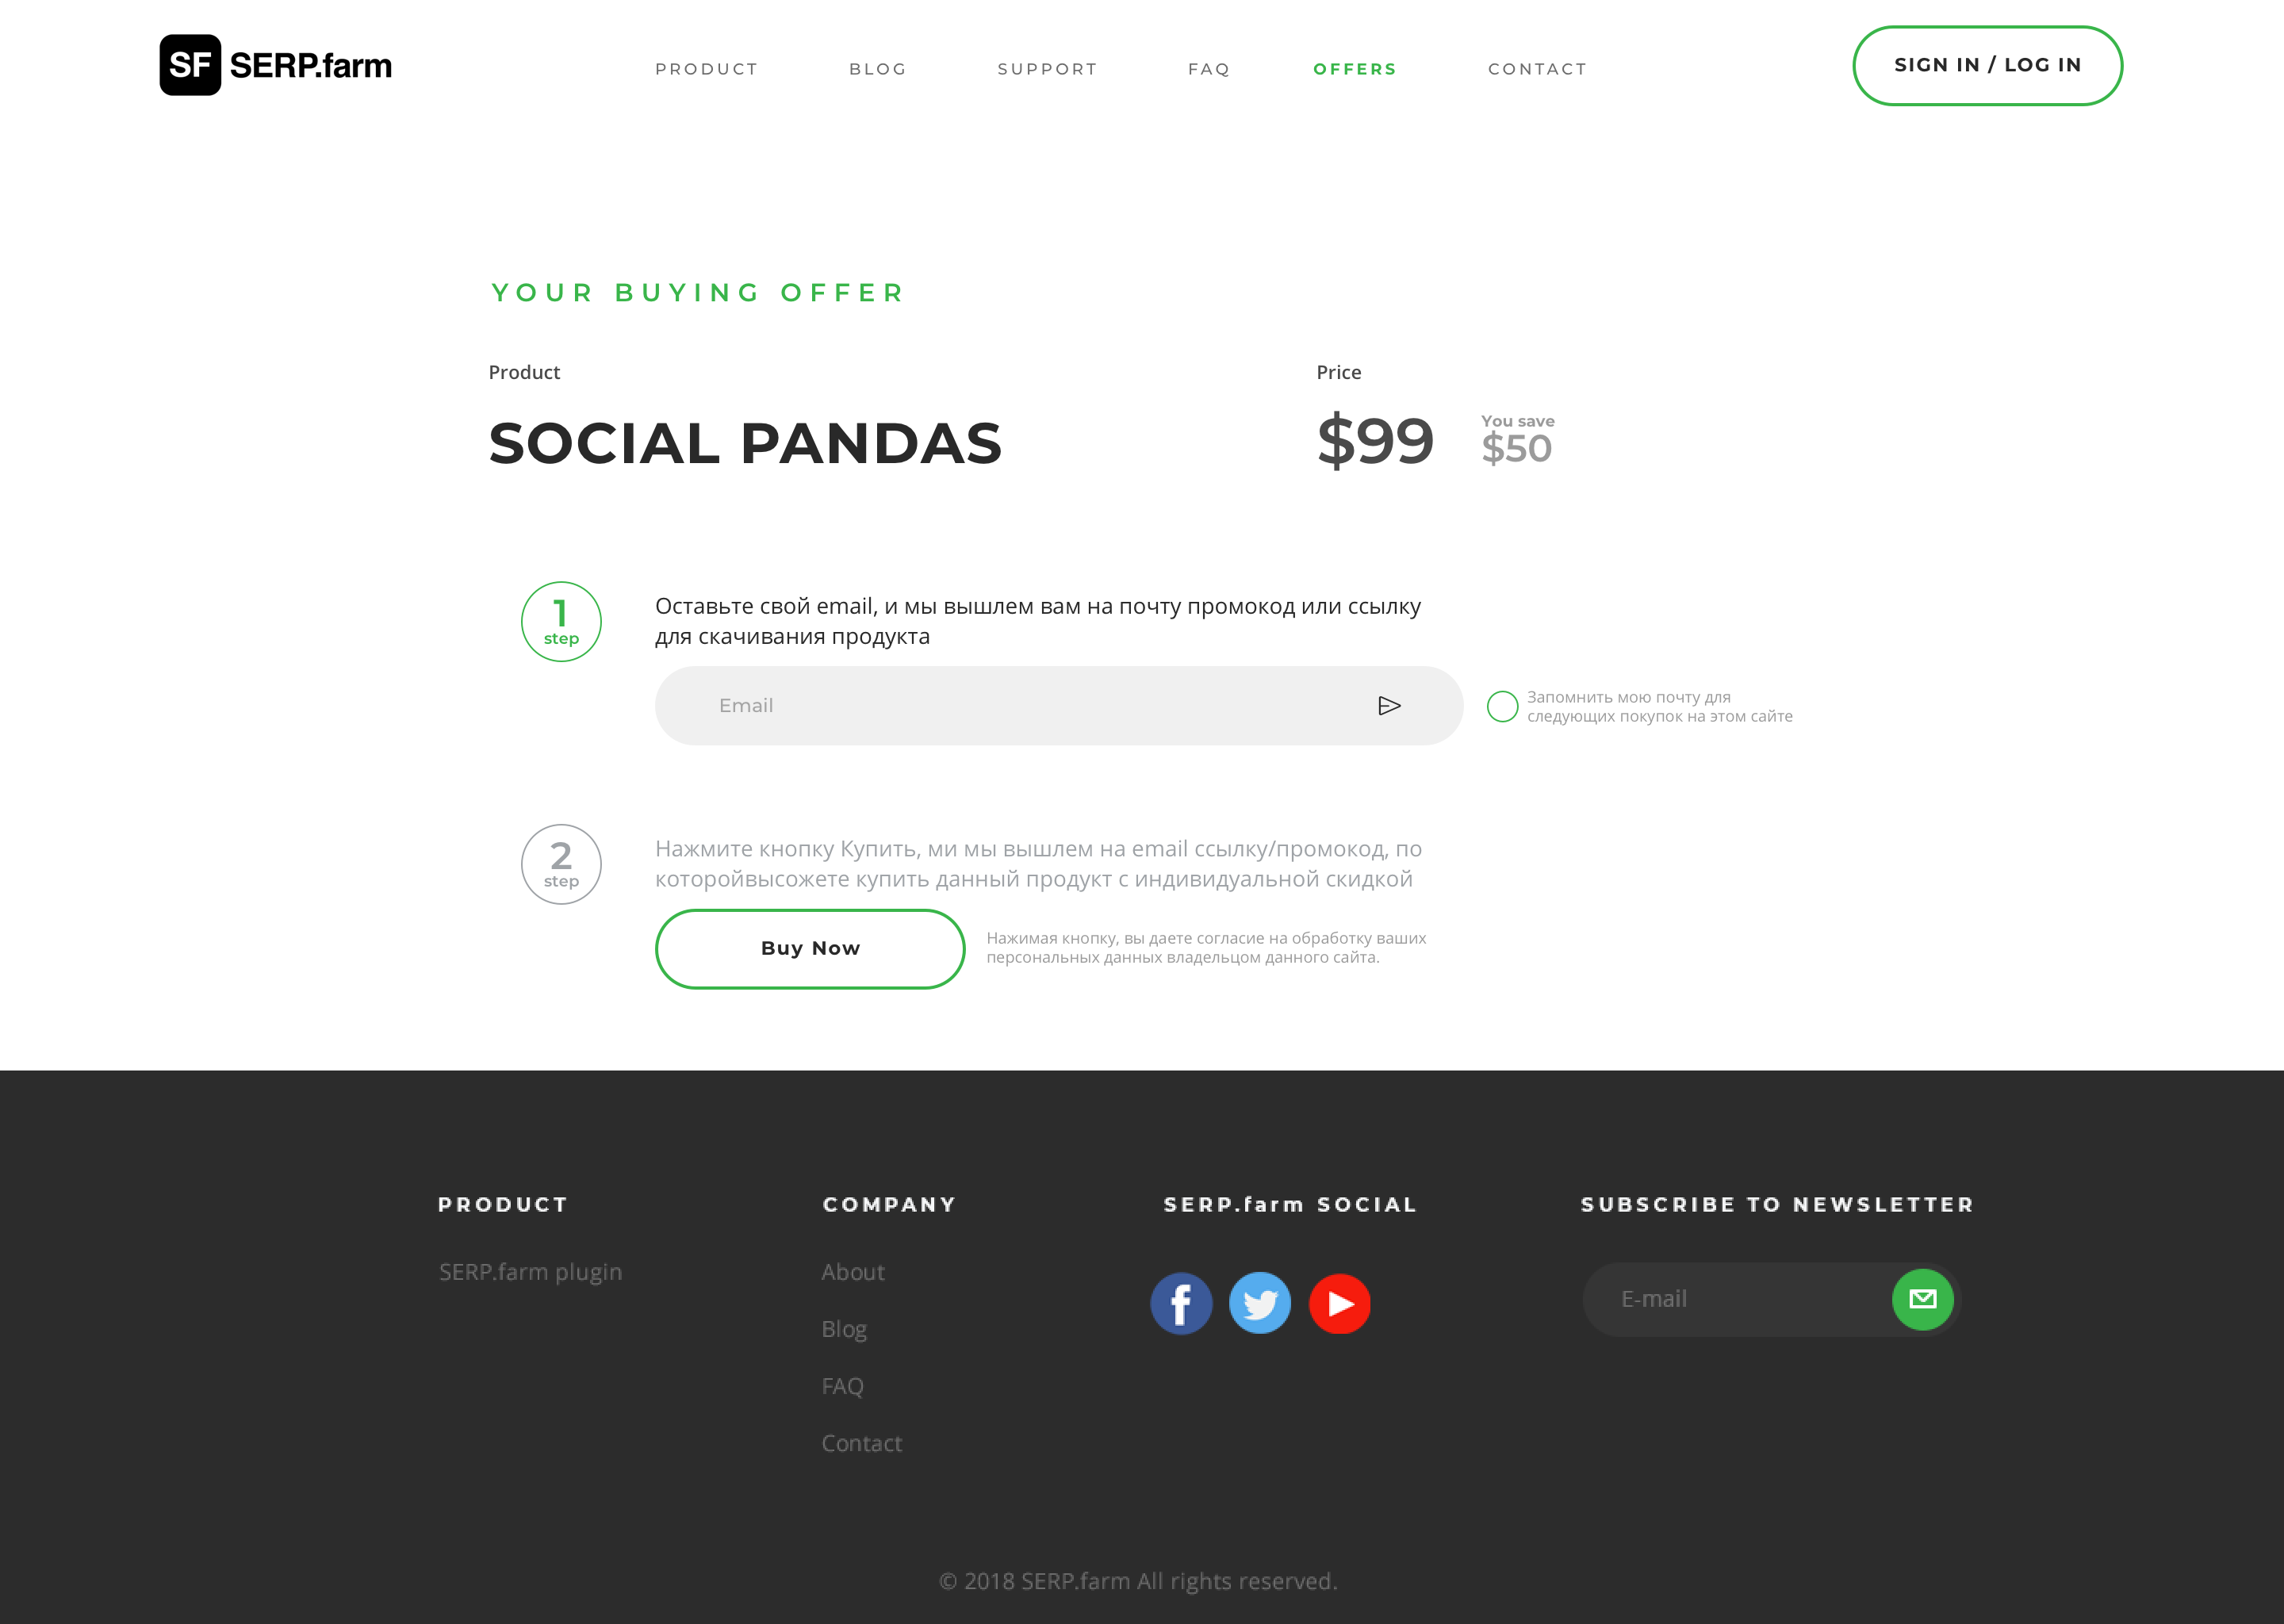 SF SERP.farm
PRODUCT BLOG SUPPORT FAQ OFFERS CONTACT
SIGN IN / LOG IN
YOUR BUYING OFFER
Product
SOCIAL PANDAS
Price
$99
You save
$50
1
step
Оставьте свой email, и мы вышлем вам на почту промокод или ссылку
для скачивания продукта
Email
Запомнить мою почту для
следующих покупок на этом сайте
2
step
Нажмите кнопку Купить, ми мы вышлем на email ссылку/промокод, по
которойвысожете купить данный продукт с индивидуальной скидкой
Buy Now
Нажимая кнопку, вы даете согласие на обработку ваших
персональных данных владельцом данного сайта.
PRODUCT
SERP.farm plugin
COMPANY
About
Blog
FAQ
Contact
SERP.farm SOCIAL
SUBSCRIBE TO NEWSLETTER
E-mail
© 2018 SERP.farm All rights reserved.